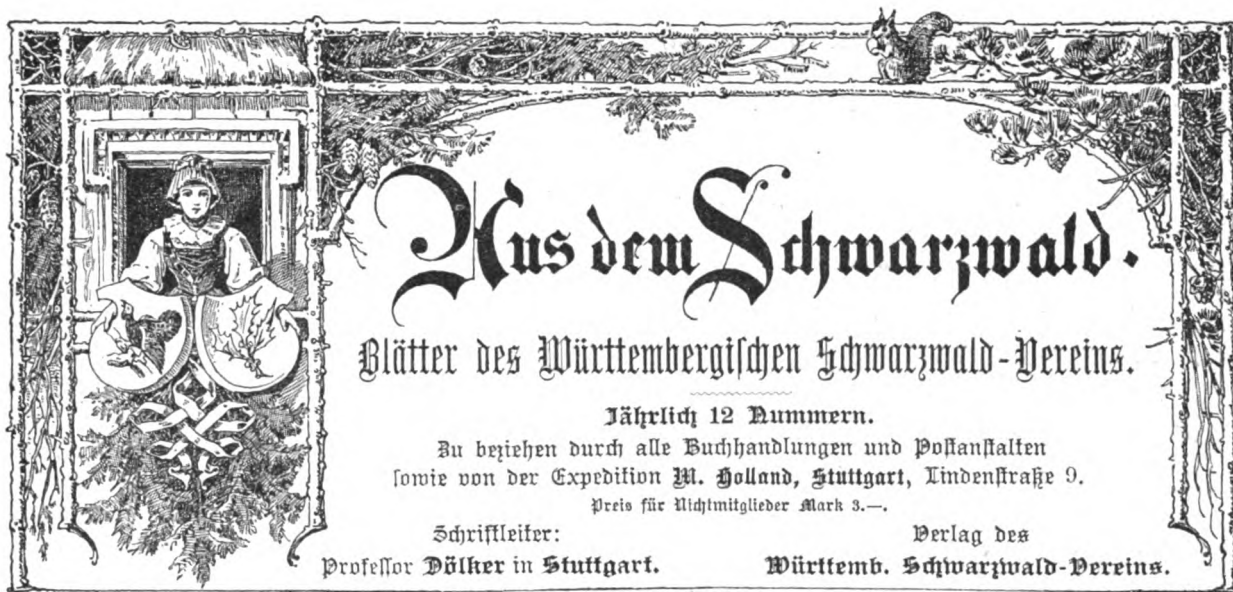 Aus dem Schwarzwald.
Blätter des Württembergiſchen Schwarzwald-Vereins.
Jährlich 12 Nummern.
Zu beziehen durch alle Buchhandlungen und Poſtanſtalten
ſowie von der Expedition M. Holland, Stuttgart, Lindenſtraße 9.
Preis für Nichtmitglieder Mark 3.—.
Schriftleiter:
Profeſſor Dölker in Stuttgart.
Verlag des
Württemb. Schwarzwald-Vereins.